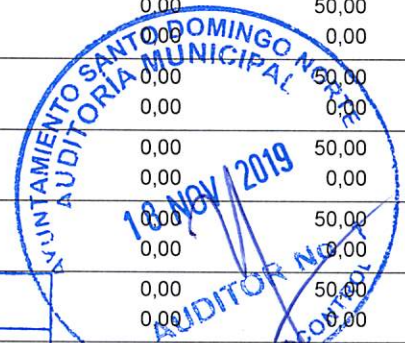 0,00 50,00
0,00 0,00
0,00 50,00
0,00 0,00
0,00 50,00
0,00 0,00
0,00 50,00
0,00 0,00
0,00 50,00
0,00 0,00
AYUNTAMIENTO SANTO DOMINGO NORTE
AUDITORÍA MUNICIPAL
18 NOV 2019
AUDITOR No.
CONTROL